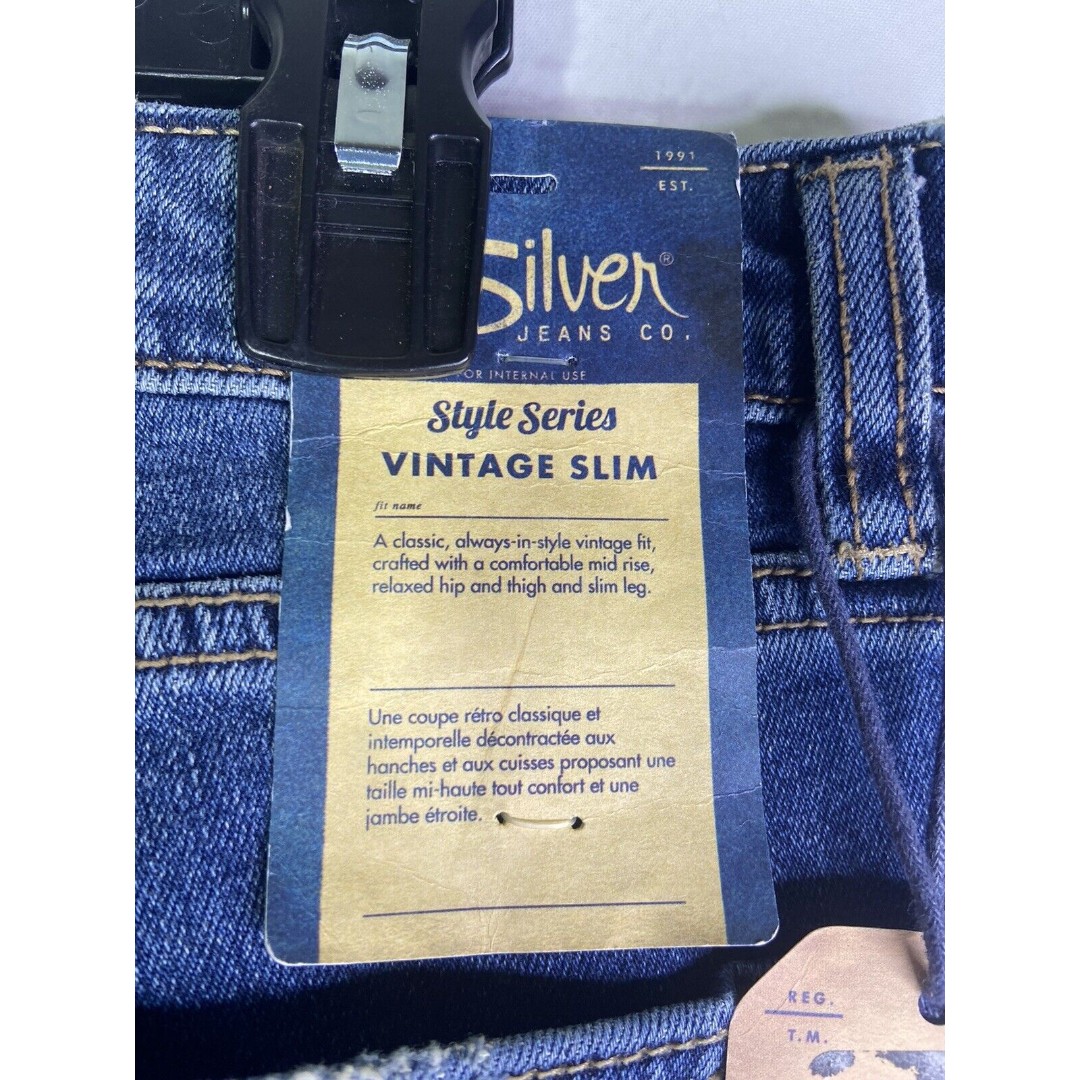 1991
EST.
Silver®
JEANS CO.
FOR INTERNAL USE
Style Series
VINTAGE SLIM
fit name
A classic, always-in-style vintage fit,
crafted with a comfortable mid rise,
relaxed hip and thigh and slim leg.
Une coupe rétro classique et
intemporelle décontractée aux
hanches et aux cuisses proposant une
taille mi-haute tout confort et une
jambe étroite.
REG.
T.M.